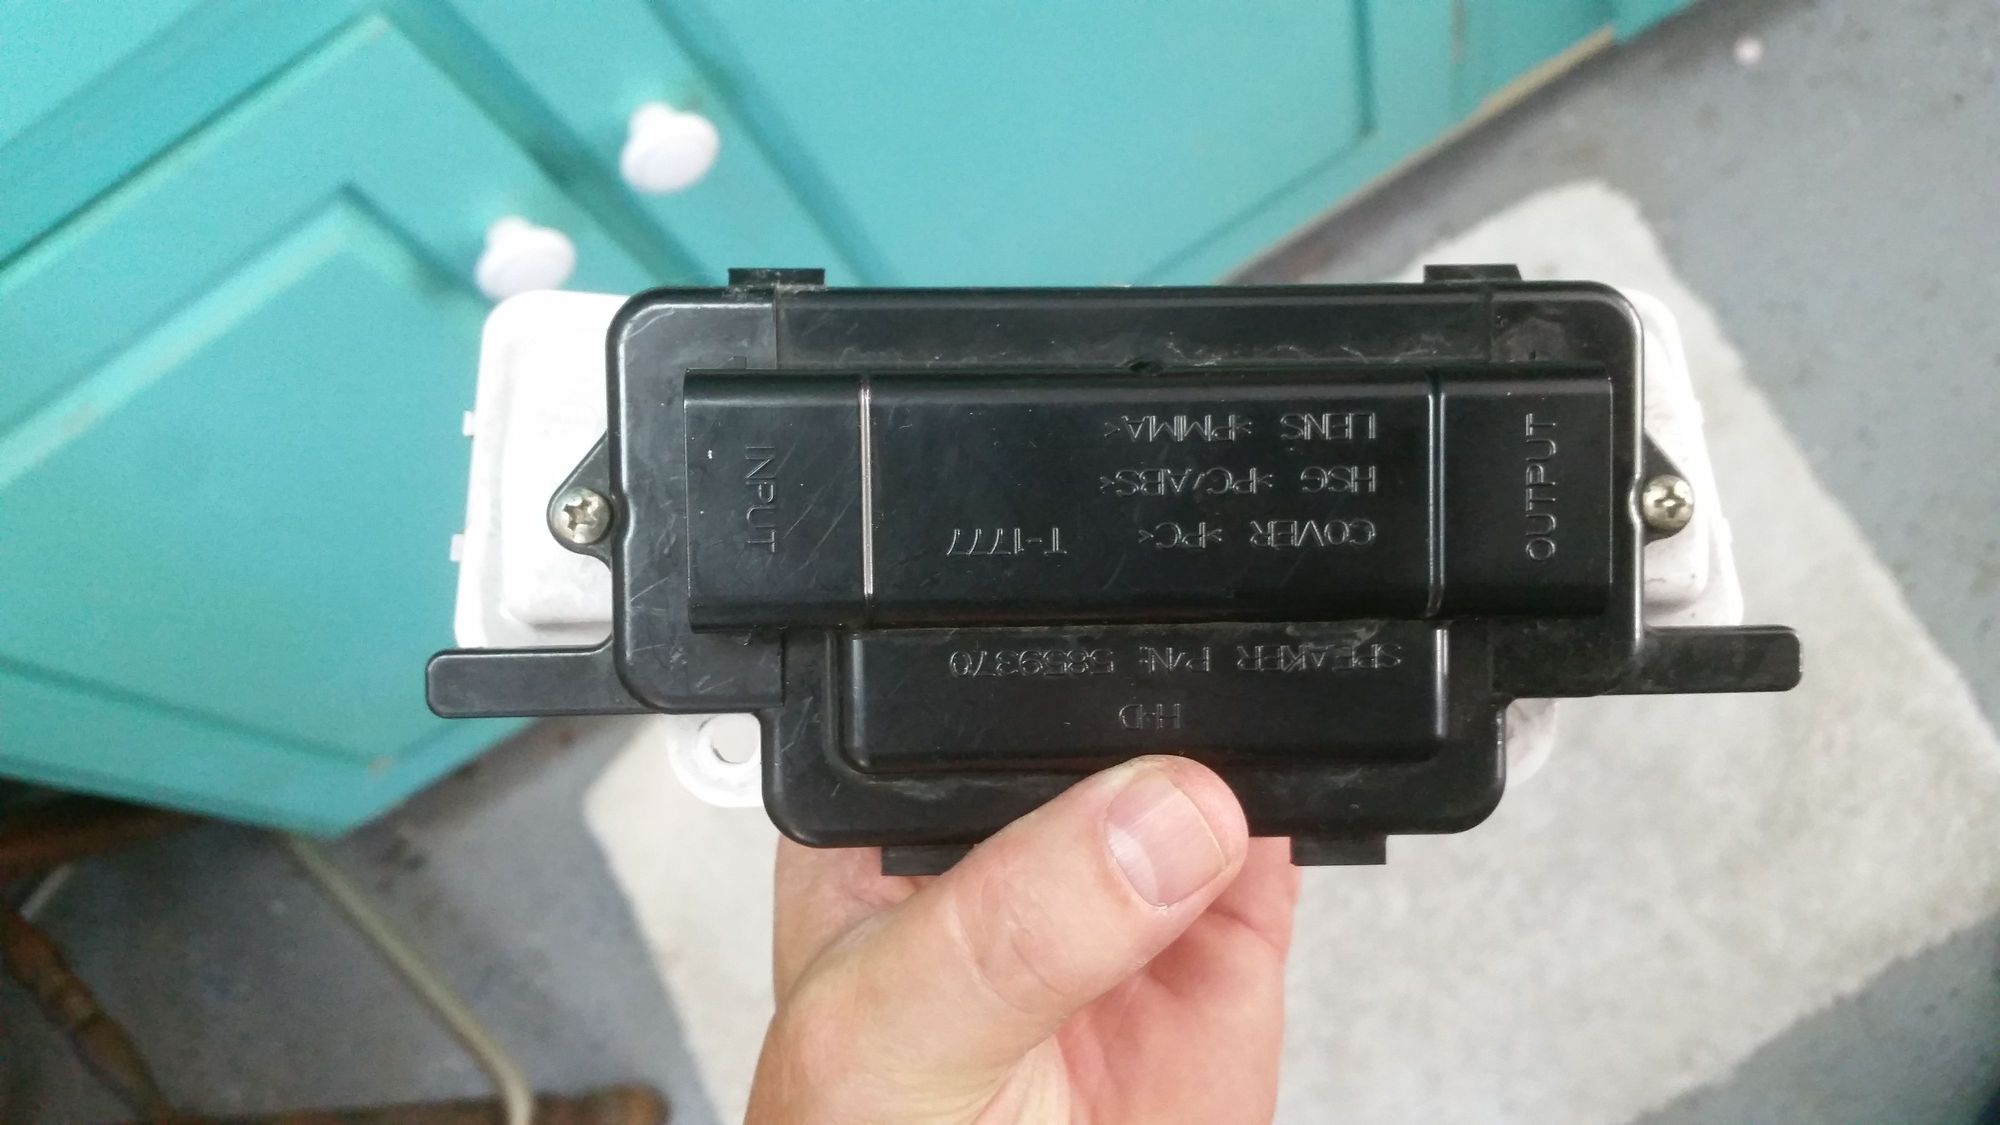 H-D
SPEAKER P/N: 5859370
OUTPUT
COVER >PC< T-1777
HSG >PC/ABS<
LENS >PMMA<
INPUT